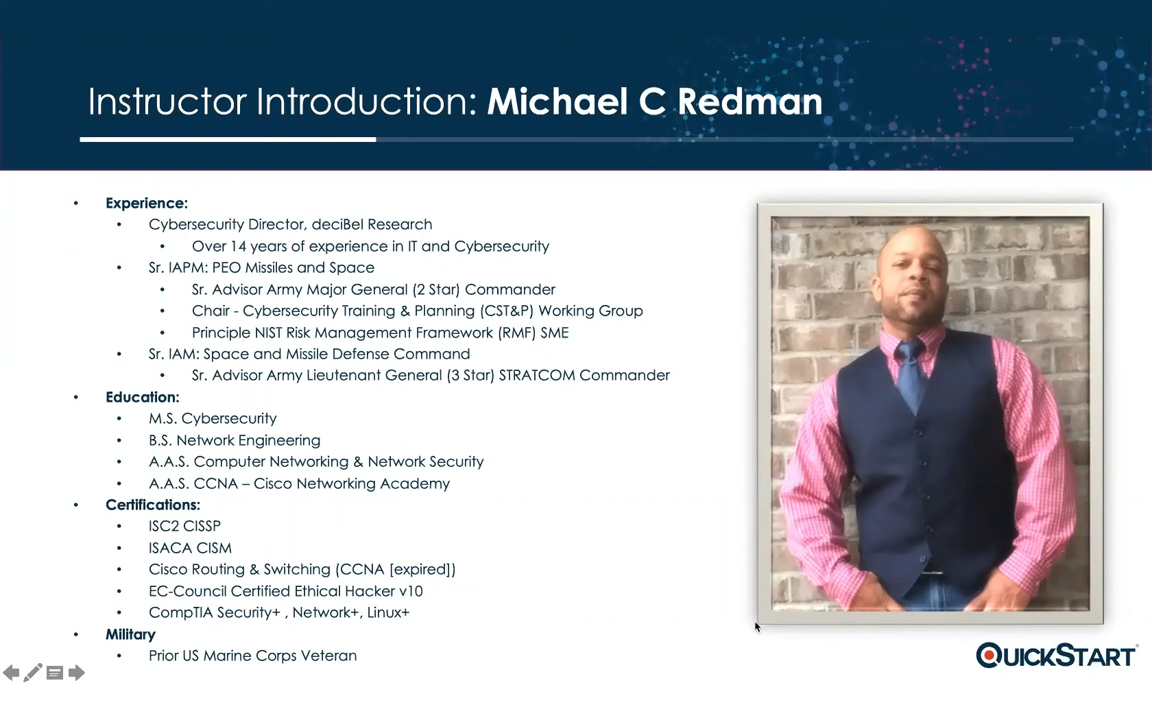 Instructor Introduction: Michael C Redman
• Experience:
• Cybersecurity Director, deciBel Research
• Over 14 years of experience in IT and Cybersecurity
• Sr. IAPM: PEO Missiles and Space
• Sr. Advisor Army Major General (2 Star) Commander
• Chair - Cybersecurity Training & Planning (CST&P) Working Group
• Principle NIST Risk Management Framework (RMF) SME
• Sr. IAM: Space and Missile Defense Command
• Sr. Advisor Army Lieutenant General (3 Star) STRATCOM Commander
• Education:
• M.S. Cybersecurity
• B.S. Network Engineering
• A.A.S. Computer Networking & Network Security
• A.A.S. CCNA – Cisco Networking Academy
• Certifications:
• ISC2 CISSP
• ISACA CISM
• Cisco Routing & Switching (CCNA [expired])
• EC-Council Certified Ethical Hacker v10
• CompTIA Security+ , Network+, Linux+
• Military
• Prior US Marine Corps Veteran
QUICKSTART®